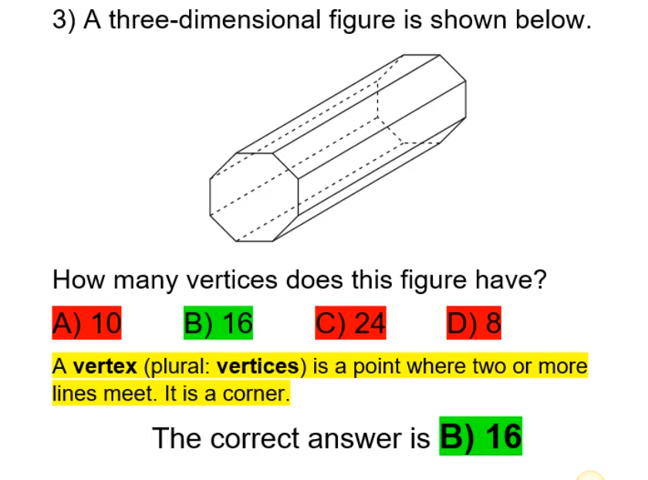 3) A three-dimensional figure is shown below.
How many vertices does this figure have?
A) 10 B) 16 C) 24 D) 8
A vertex (plural: vertices) is a point where two or more
lines meet. It is a corner.
The correct answer is B) 16